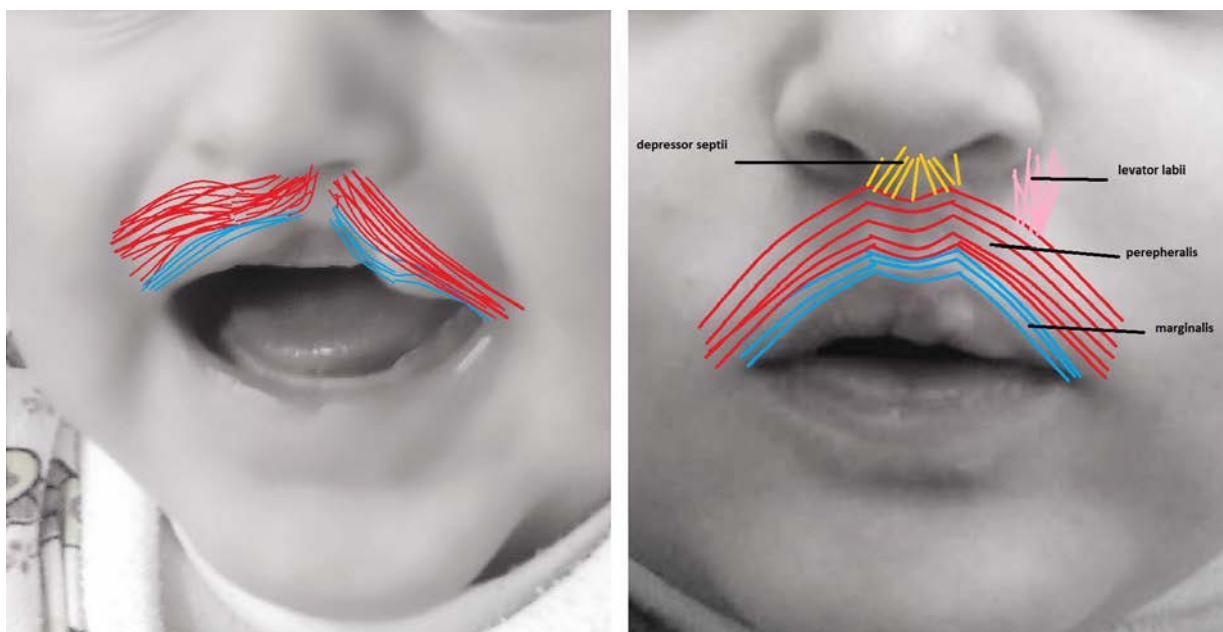 depressor septii
levator labii
perepheralis
marginalis